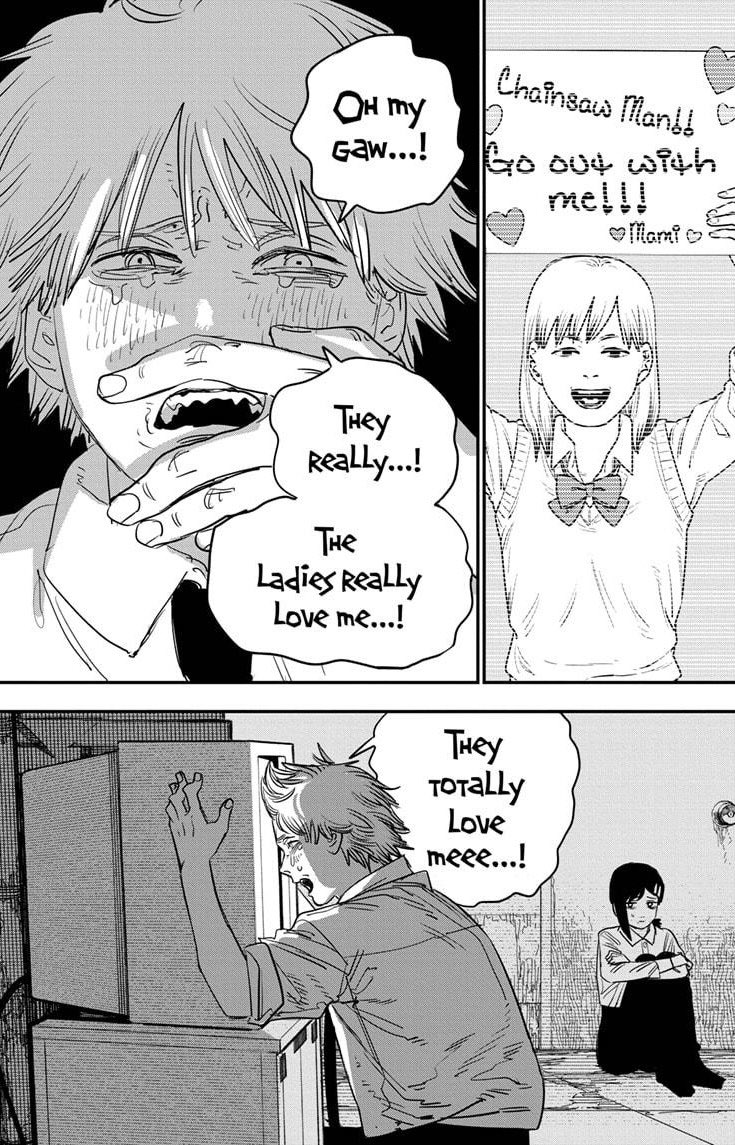 Chainsaw Man!!
Go out with
me!!!
Mami
Oh my
gaw...!
They
really...!
The
ladies really
love me...!
They
totally
love
meee...!